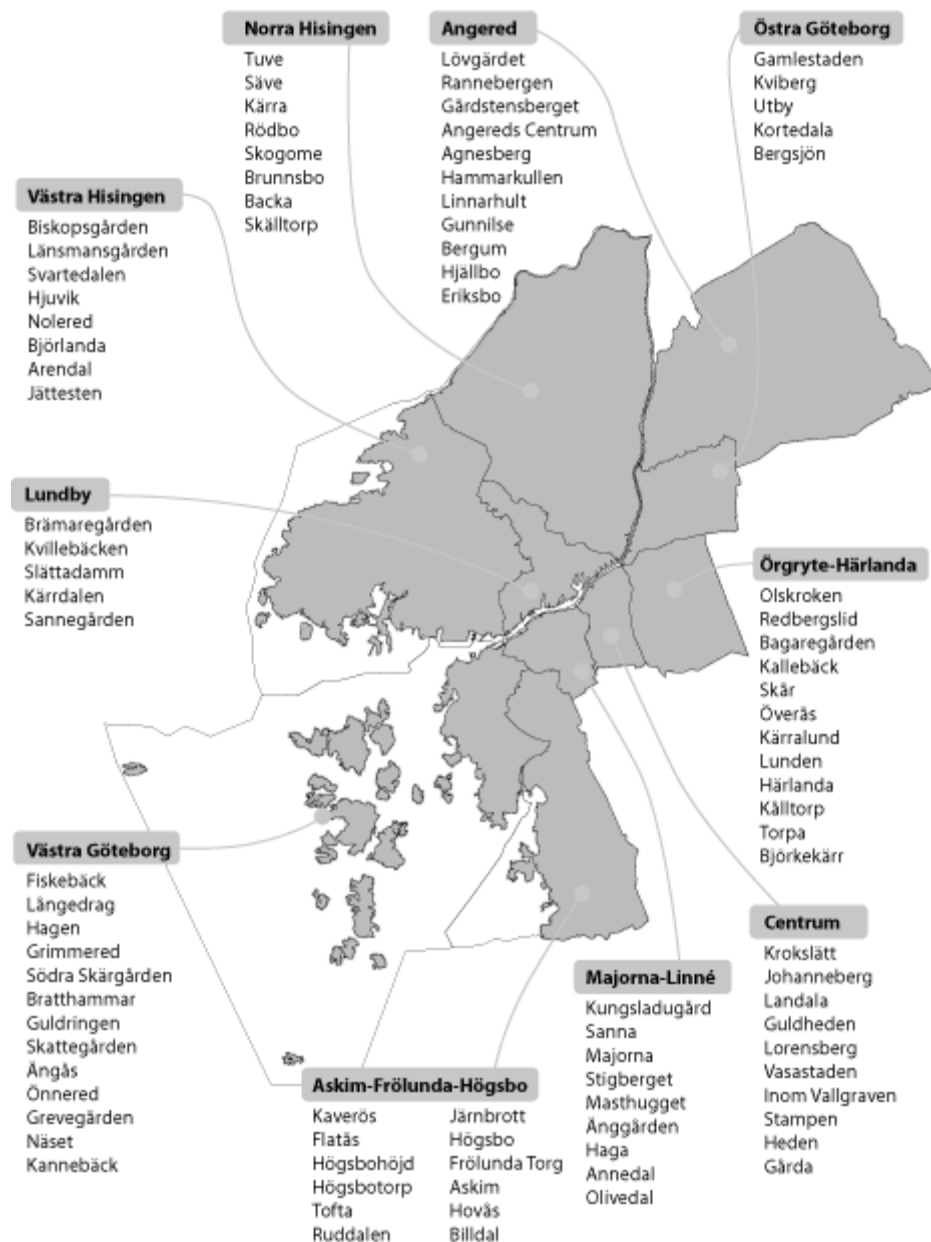 Norra Hisingen
Tuve
Säve
Kärra
Rödbo
Skogome
Brunnsbo
Backa
Skälltorp
Angered
Lövgärdet
Rannebergen
Gårdstensberget
Angereds Centrum
Agnesberg
Hammarkullen
Linnarhult
Gunnilse
Bergum
Hjällbo
Eriksbo
Östra Göteborg
Gamlestaden
Kviberg
Utby
Kortedala
Bergsjön
Västra Hisingen
Biskopsgården
Länsmansgården
Svartedalen
Hjuvik
Nolered
Björlanda
Arendal
Jättesten
Lundby
Brämaregården
Kvillebäcken
Slättadamm
Kärrdalen
Sannegården
Örgryte-Härlanda
Olskroken
Redbergslid
Bagaregården
Kallebäck
Skår
Överås
Kärralund
Lunden
Härlanda
Kålltorp
Torpa
Björkekärr
Västra Göteborg
Fiskebäck
Långedrag
Hagen
Grimmered
Södra Skärgården
Bratthammar
Guldringen
Skattegården
Ängås
Önnered
Grevegården
Näset
Kannebäck
Askim-Frölunda-Högsbo
Kaverös
Flatås
Högsbohöjd
Högsbotorp
Tofta
Ruddalen
Järnbrott
Högsbo
Frölunda Torg
Askim
Hovås
Billdal
Majorna-Linné
Kungsladugård
Sanna
Majorna
Stigberget
Masthugget
Änggården
Haga
Annedal
Olivedal
Centrum
Krokslätt
Johanneberg
Landala
Guldheden
Lorensberg
Vasastaden
Inom Vallgraven
Stampen
Heden
Gårda